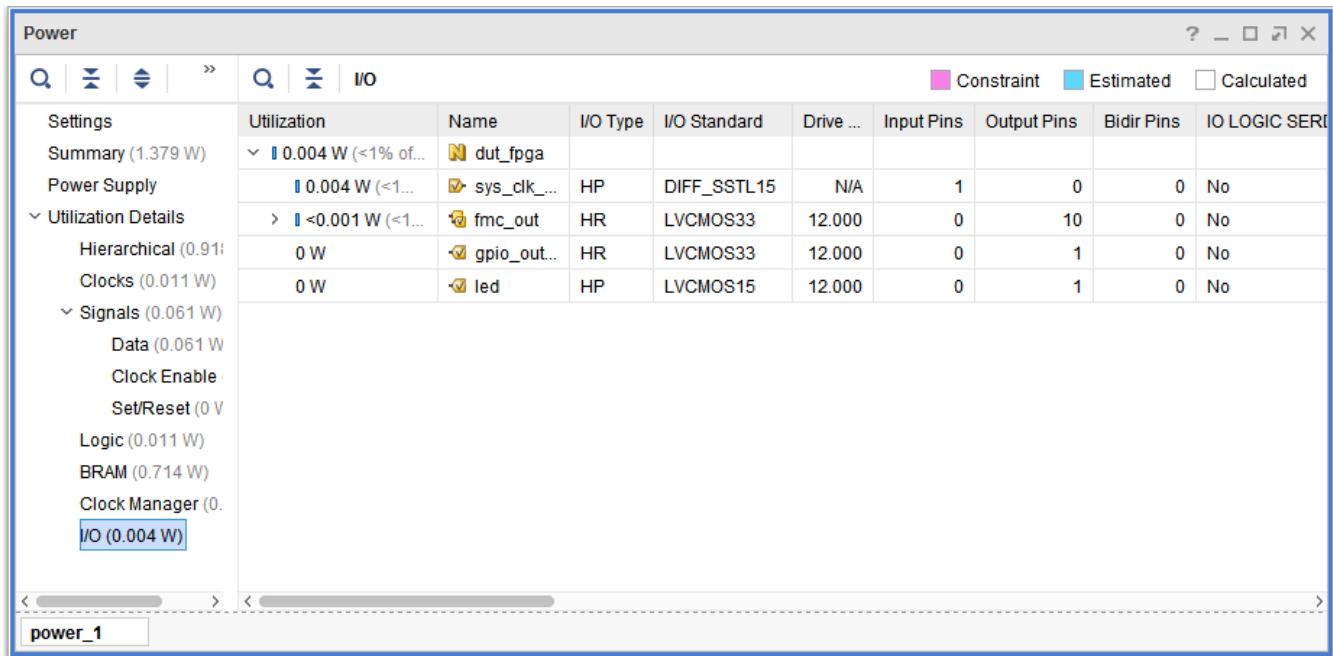 Power
I/O Constraint Estimated Calculated
Settings
Summary (1.379 W)
Power Supply
Utilization Details
Hierarchical (0.918
Clocks (0.011 W)
Signals (0.061 W)
Data (0.061 W
Clock Enable
Set/Reset (0 W
Logic (0.011 W)
BRAM (0.714 W)
Clock Manager (0.
I/O (0.004 W)
Utilization Name I/O Type I/O Standard Drive ... Input Pins Output Pins Bidir Pins IO LOGIC SERD
0.004 W (<1% of... dut_fpga
0.004 W (<1... sys_clk_... HP DIFF_SSTL15 N/A 1 0 0 No
<0.001 W (<1... fmc_out HR LVCMOS33 12.000 0 10 0 No
0 W gpio_out... HR LVCMOS33 12.000 0 1 0 No
0 W led HP LVCMOS15 12.000 0 1 0 No
power_1